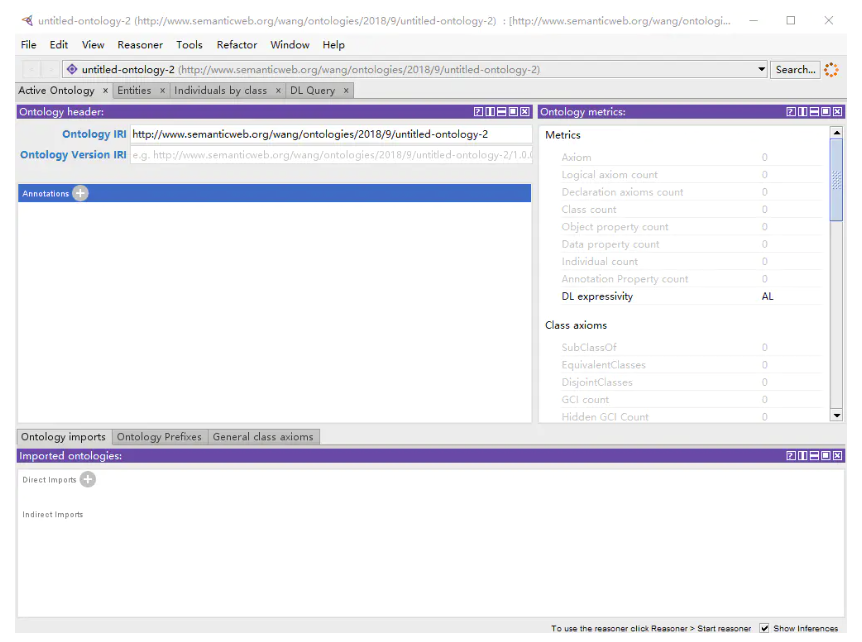 untitled-ontology-2 (http://www.semanticweb.org/wang/ontologies/2018/9/untitled-ontology-2) : [http://www.semanticweb.org/wang/ontologi...
File Edit View Reasoner Tools Refactor Window Help
untitled-ontology-2 (http://www.semanticweb.org/wang/ontologies/2018/9/untitled-ontology-2)
Search...
Active Ontology × Entities × Individuals by class × DL Query ×
Ontology header:
Ontology IRI http://www.semanticweb.org/wang/ontologies/2018/9/untitled-ontology-2
Ontology Version IRI e.g. http://www.semanticweb.org/wang/ontologies/2018/9/untitled-ontology-2/1.0.0
Annotations
Ontology metrics:
Metrics
Axiom 0
Logical axiom count 0
Declaration axioms count 0
Class count 0
Object property count 0
Data property count 0
Individual count 0
Annotation Property count 0
DL expressivity AL
Class axioms
SubClassOf 0
EquivalentClasses 0
DisjointClasses 0
GCI count 0
Hidden GCI Count 0
Ontology imports Ontology Prefixes General class axioms
Imported ontologies:
Direct Imports
Indirect Imports
To use the reasoner click Reasoner > Start reasoner Show Inferences